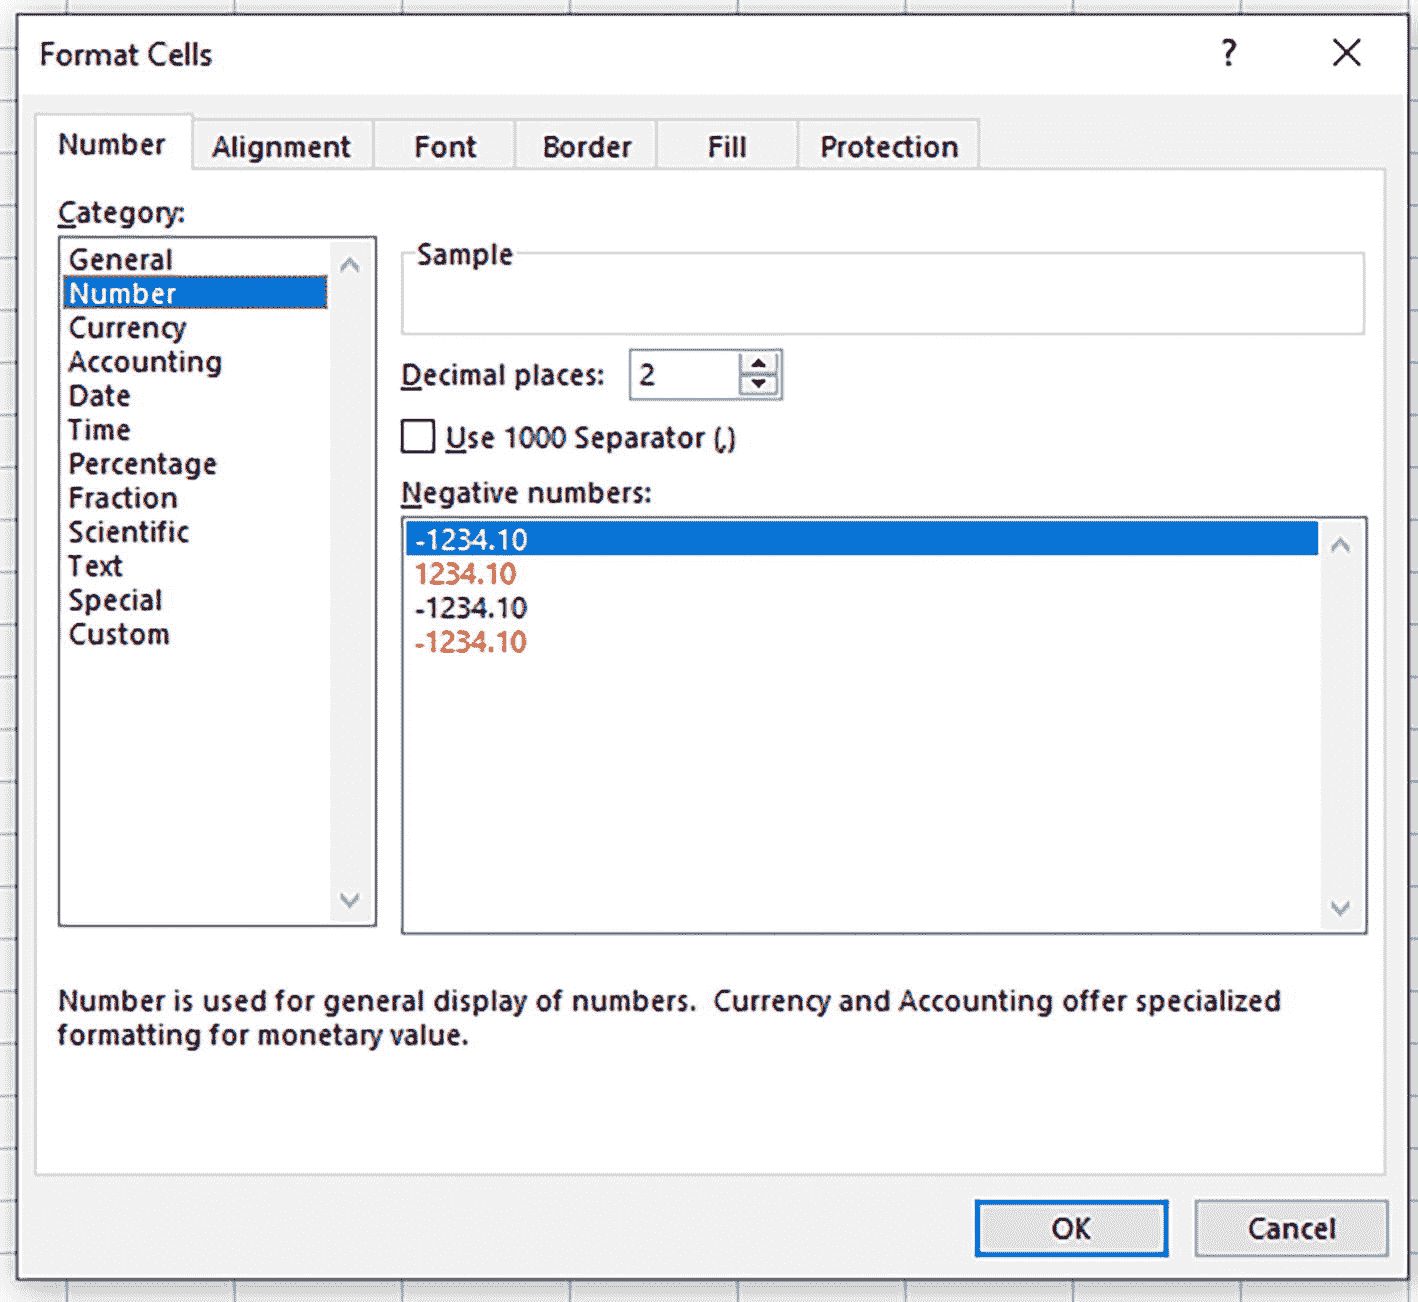 Format Cells
?
Number
Alignment
Font
Border
Fill
Protection
Category:
General
Number
Currency
Accounting
Date
Time
Percentage
Fraction
Scientific
Text
Special
Custom
Sample
Decimal places: 2
Use 1000 Separator (,)
Negative numbers:
-1234.10
1234.10
-1234.10
-1234.10
Number is used for general display of numbers.  Currency and Accounting offer specialized
formatting for monetary value.
OK
Cancel